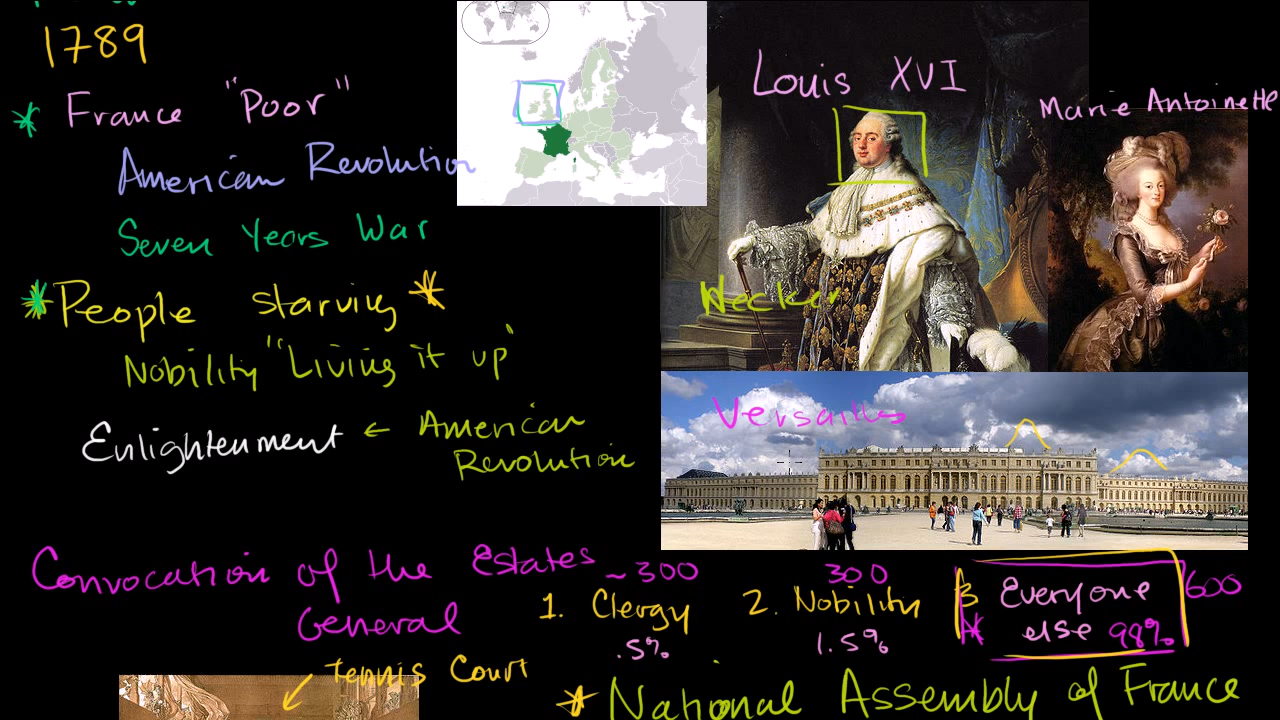 1789
France "Poor"
American Revolution
Seven Years War
People starving
Nobility "Living it up"
Enlightenment ← American
Revolution
Louis XVI
Marie Antoinette
Necker
Versailles
Convocation of the Estates
General
~300
1. Clergy
.5%
300
2. Nobility
1.5%
3 Everyone
else 98%
600
Tennis Court
National Assembly of France